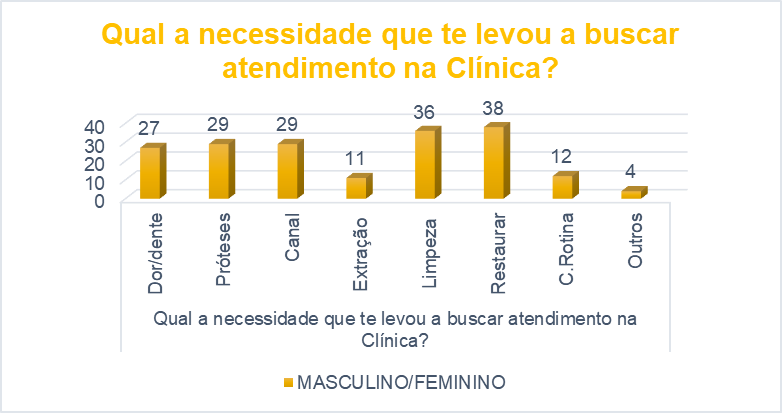 Qual a necessidade que te levou a buscar
atendimento na Clínica?
27 29 29 11 36 38 12 4
40
30
20
10
0
Dor/dente
Próteses
Canal
Extração
Limpeza
Restaurar
C.Rotina
Outros
Qual a necessidade que te levou a buscar atendimento na
Clínica?
MASCULINO/FEMININO